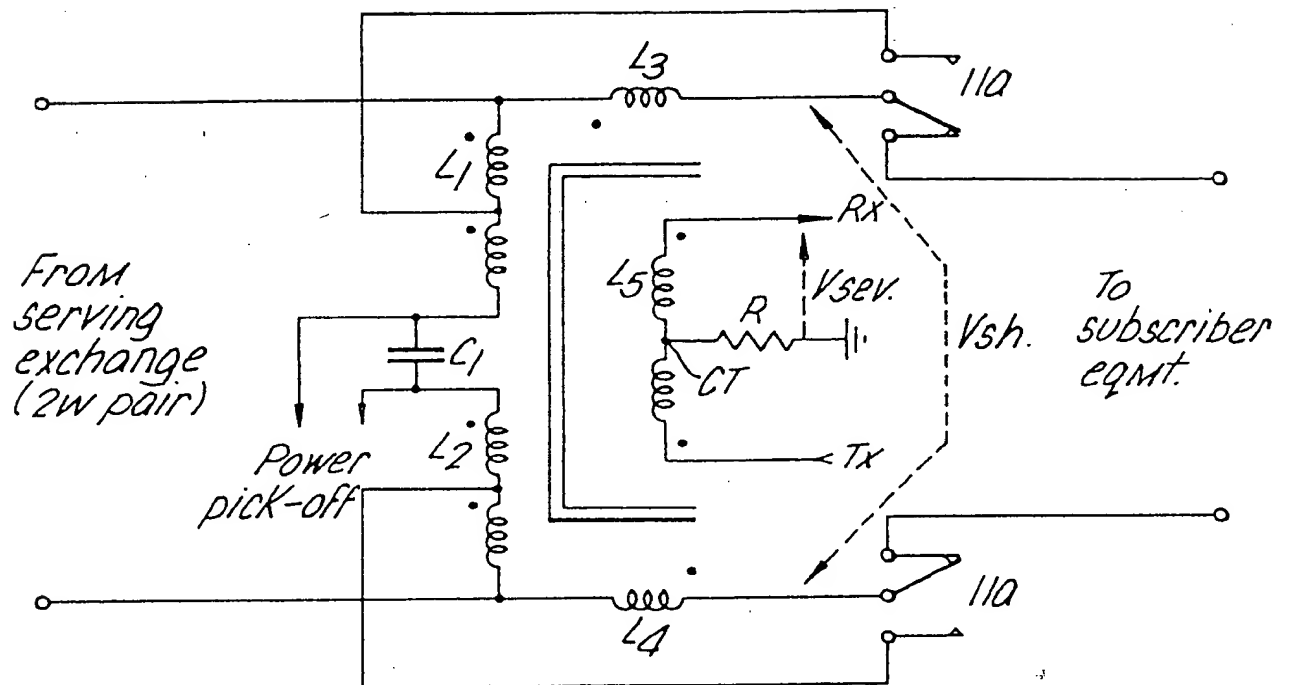 L3
11a
L1
Rx
From
serving
exchange
(2w pair)
L5
Vsev.
R
C1
CT
Vsh.
To
subscriber
eqmt.
L2
Tx
Power
pick-off
11a
L4